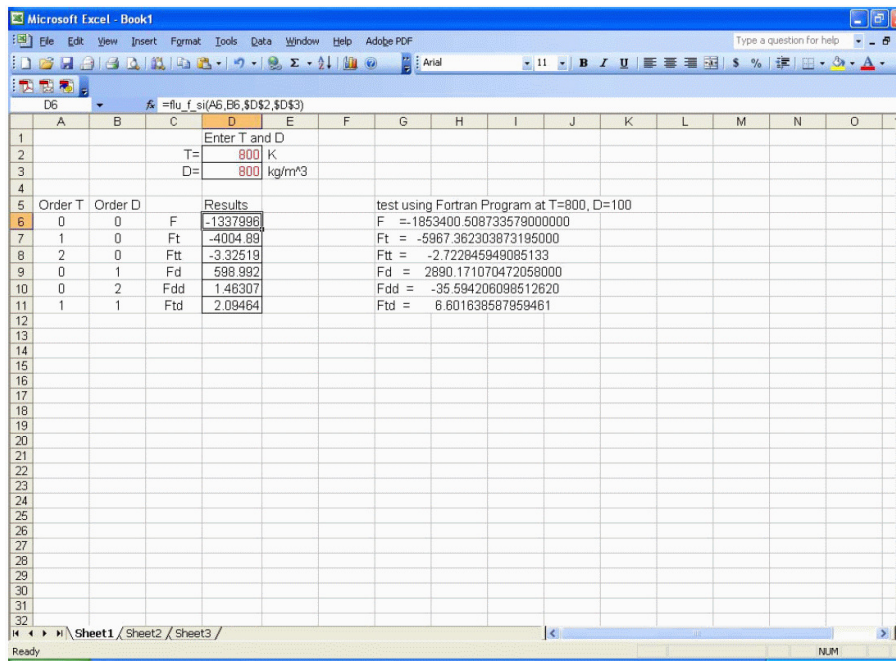 Microsoft Excel - Book1
File Edit View Insert Format Tools Data Window Help Adobe PDF Type a question for help
Arial 11 B I U $ %
D6 fx =flu_f_si(A6,B6,$D$2,$D$3)
A B C D E F G H I J K L M N O
1 Enter T and D
2 T= 800 K
3 D= 800 kg/m^3
4
5 Order T Order D Results test using Fortran Program at T=800, D=100
6 0 0 F -1337996 F =-1853400.508733579000000
7 1 0 Ft -4004.89 Ft = -5967.362303873195000
8 2 0 Ftt -3.32519 Ftt = -2.722845949085133
9 0 1 Fd 598.992 Fd = 2890.171070472058000
10 0 2 Fdd 1.46307 Fdd = -35.594206098512620
11 1 1 Ftd 2.09464 Ftd = 6.601638587959461
12
13
14
15
16
17
18
19
20
21
22
23
24
25
26
27
28
29
30
31
32
Sheet1 Sheet2 Sheet3
Ready NUM